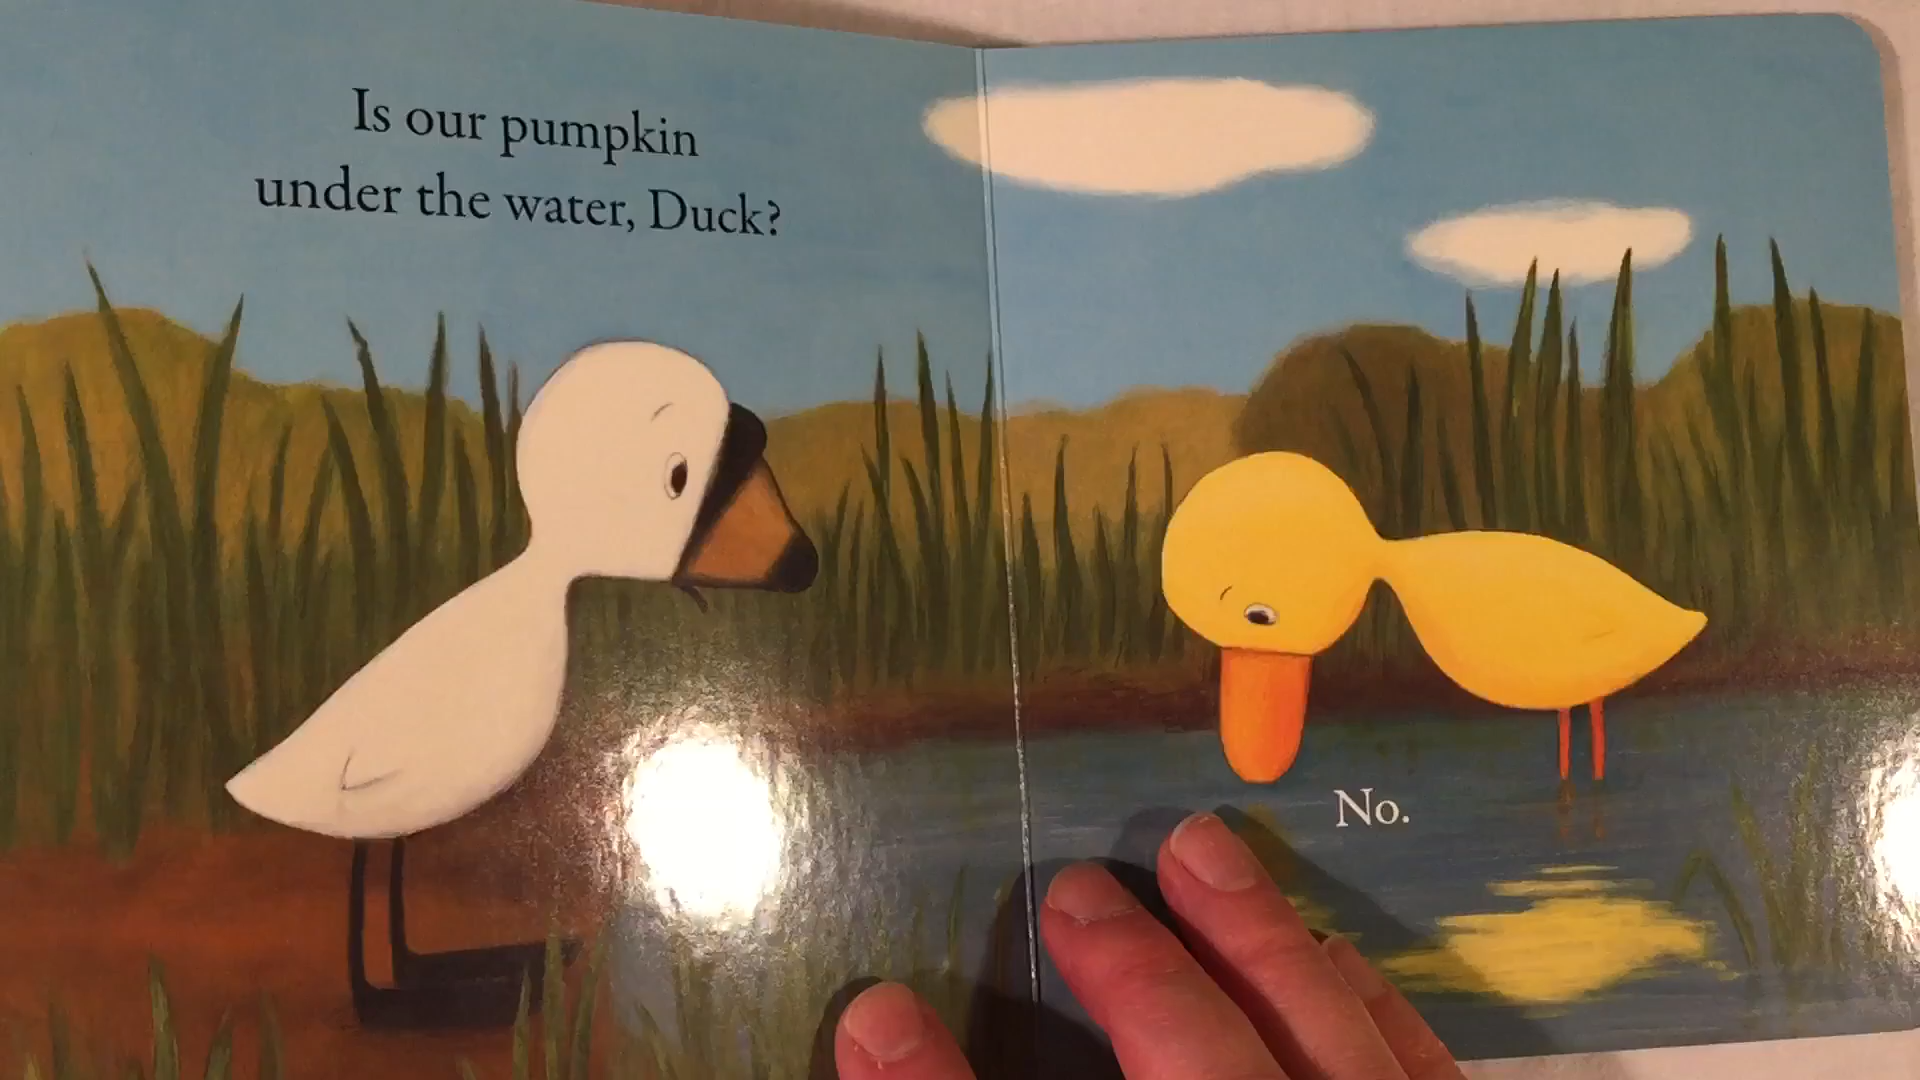 Is our pumpkin
under the water, Duck?
No.